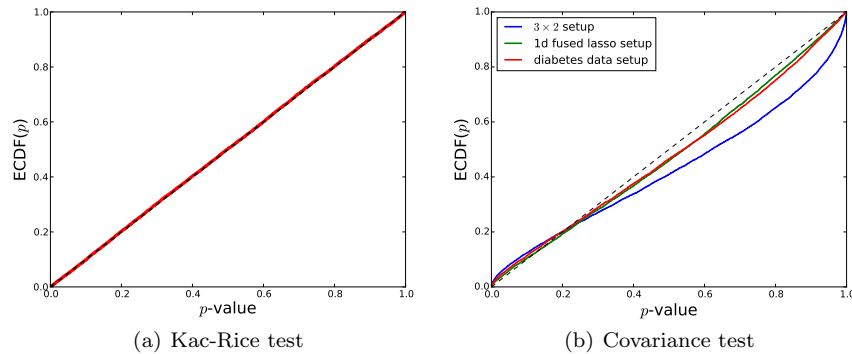 1.0
0.8
0.6
0.4
0.2
0.0
ECDF(p)
0.0 0.2 0.4 0.6 0.8 1.0
p-value
(a) Kac-Rice test
3 × 2 setup
1d fused lasso setup
diabetes data setup
1.0
0.8
0.6
0.4
0.2
0.0
ECDF(p)
0.0 0.2 0.4 0.6 0.8 1.0
p-value
(b) Covariance test